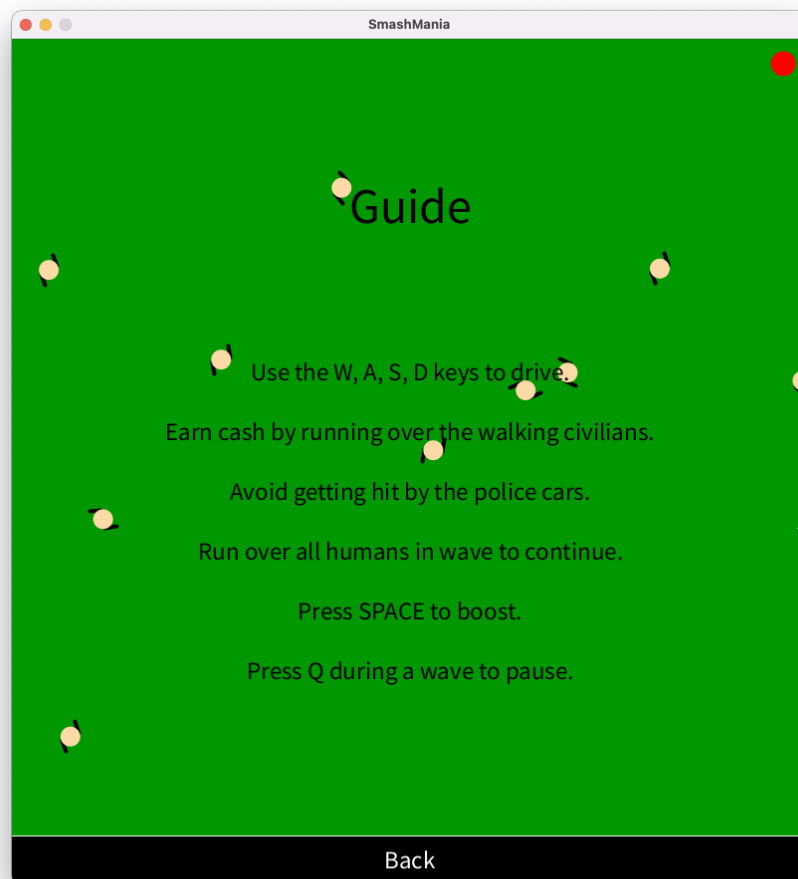 SmashMania
Guide
Use the W, A, S, D keys to drive.
Earn cash by running over the walking civilians.
Avoid getting hit by the police cars.
Run over all humans in wave to continue.
Press SPACE to boost.
Press Q during a wave to pause.
Back